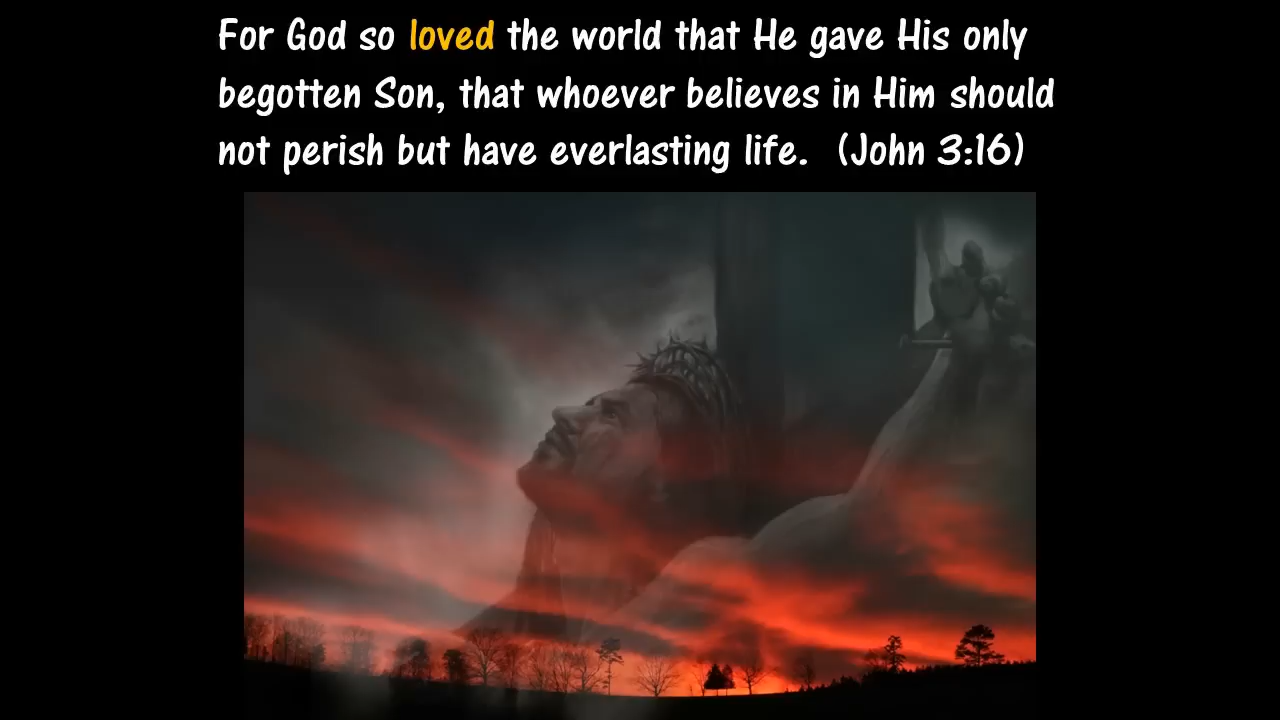 For God so loved the world that He gave His only
begotten Son, that whoever believes in Him should
not perish but have everlasting life.  (John 3:16)